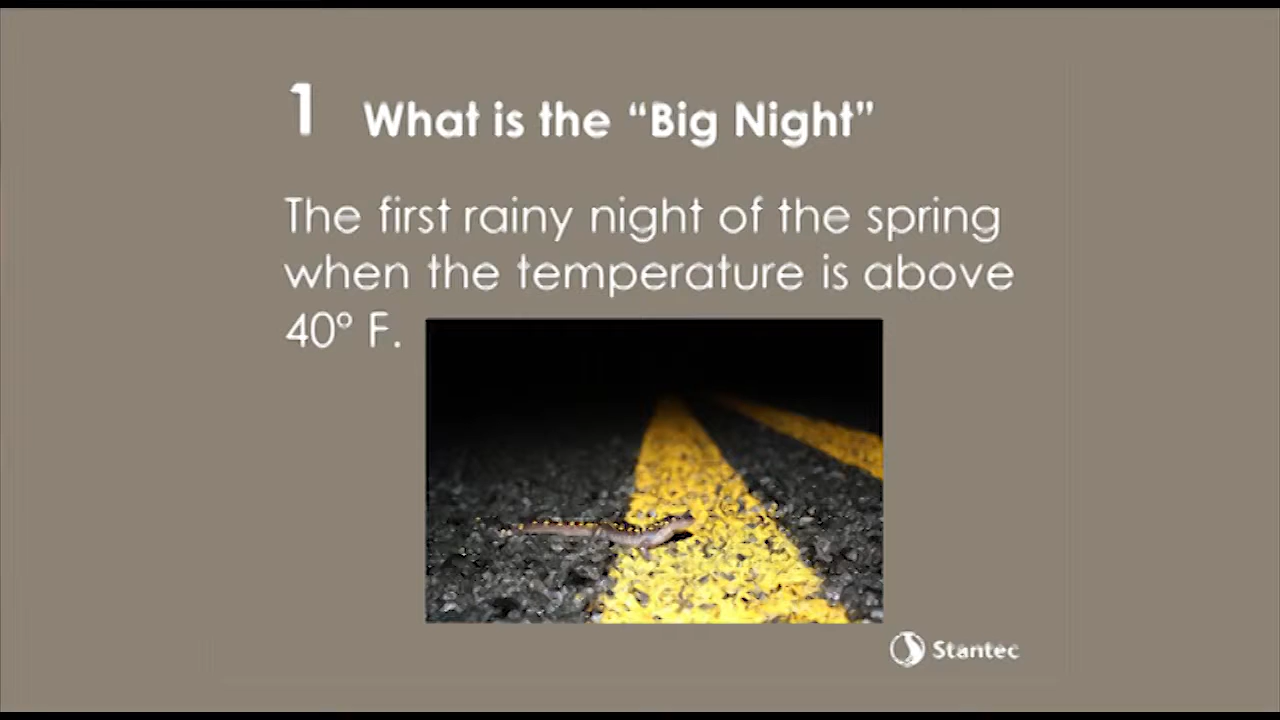 1 What is the “Big Night”
The first rainy night of the spring
when the temperature is above
40º F.
Stantec